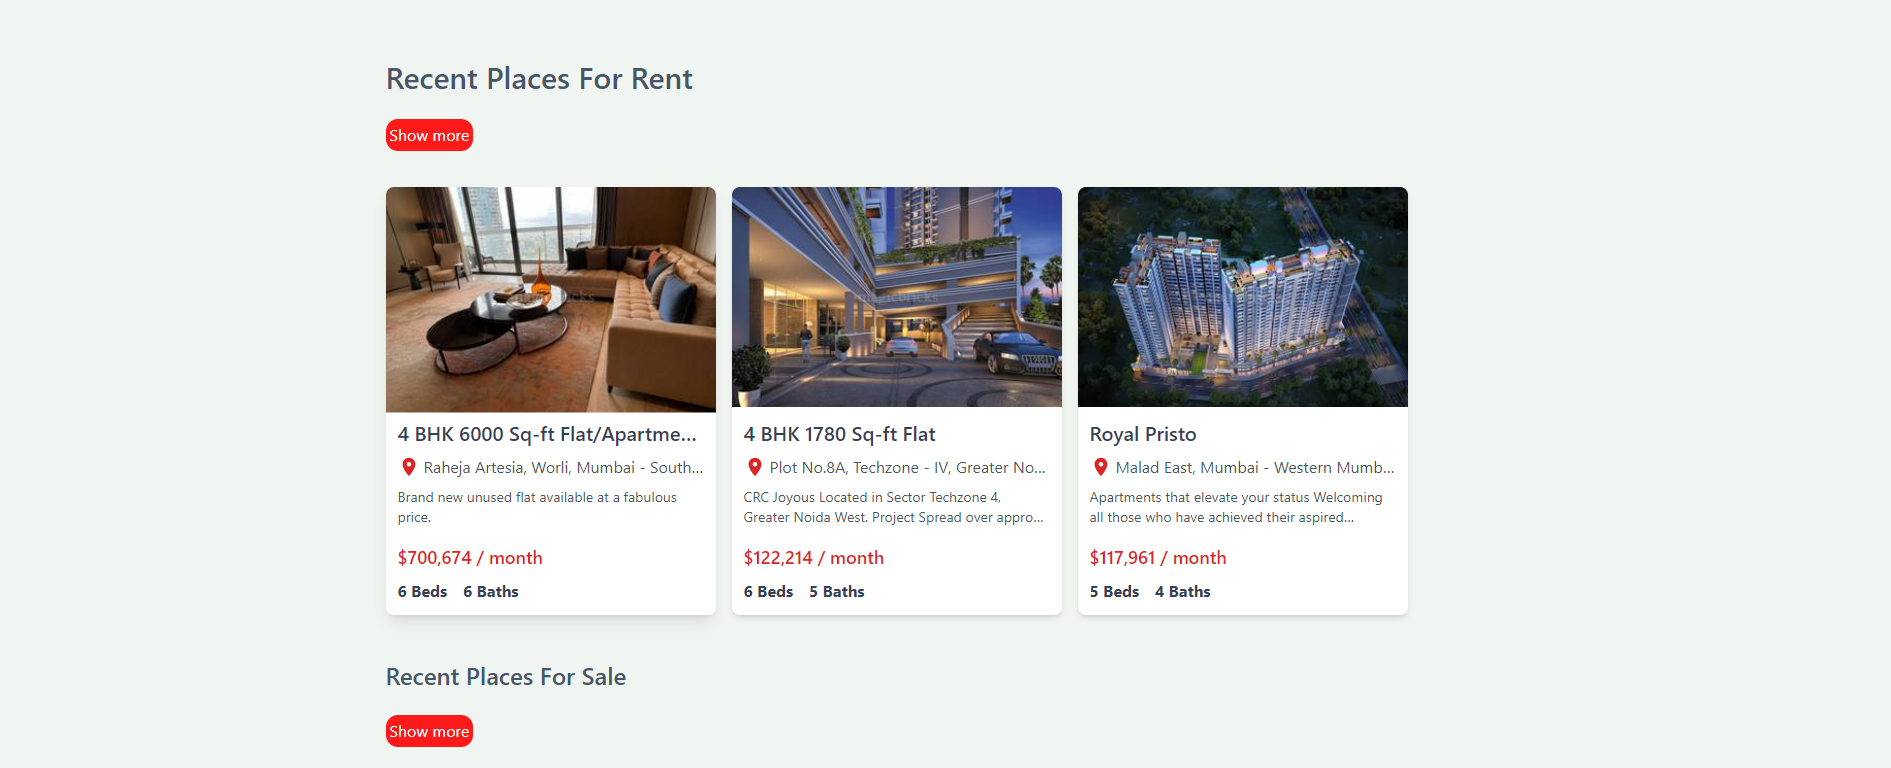 Recent Places For Rent
Show more
magicbricks
4 BHK 6000 Sq-ft Flat/Apartme...
Raheja Artesia, Worli, Mumbai - South...
Brand new unused flat available at a fabulous
price.
$700,674 / month
6 Beds 6 Baths
magicbricks
4 BHK 1780 Sq-ft Flat
Plot No.8A, Techzone - IV, Greater No...
CRC Joyous Located in Sector Techzone 4,
Greater Noida West. Project Spread over appro...
$122,214 / month
6 Beds 5 Baths
Royal Pristo
Malad East, Mumbai - Western Mumb...
Apartments that elevate your status Welcoming
all those who have achieved their aspired...
$117,961 / month
5 Beds 4 Baths
Recent Places For Sale
Show more